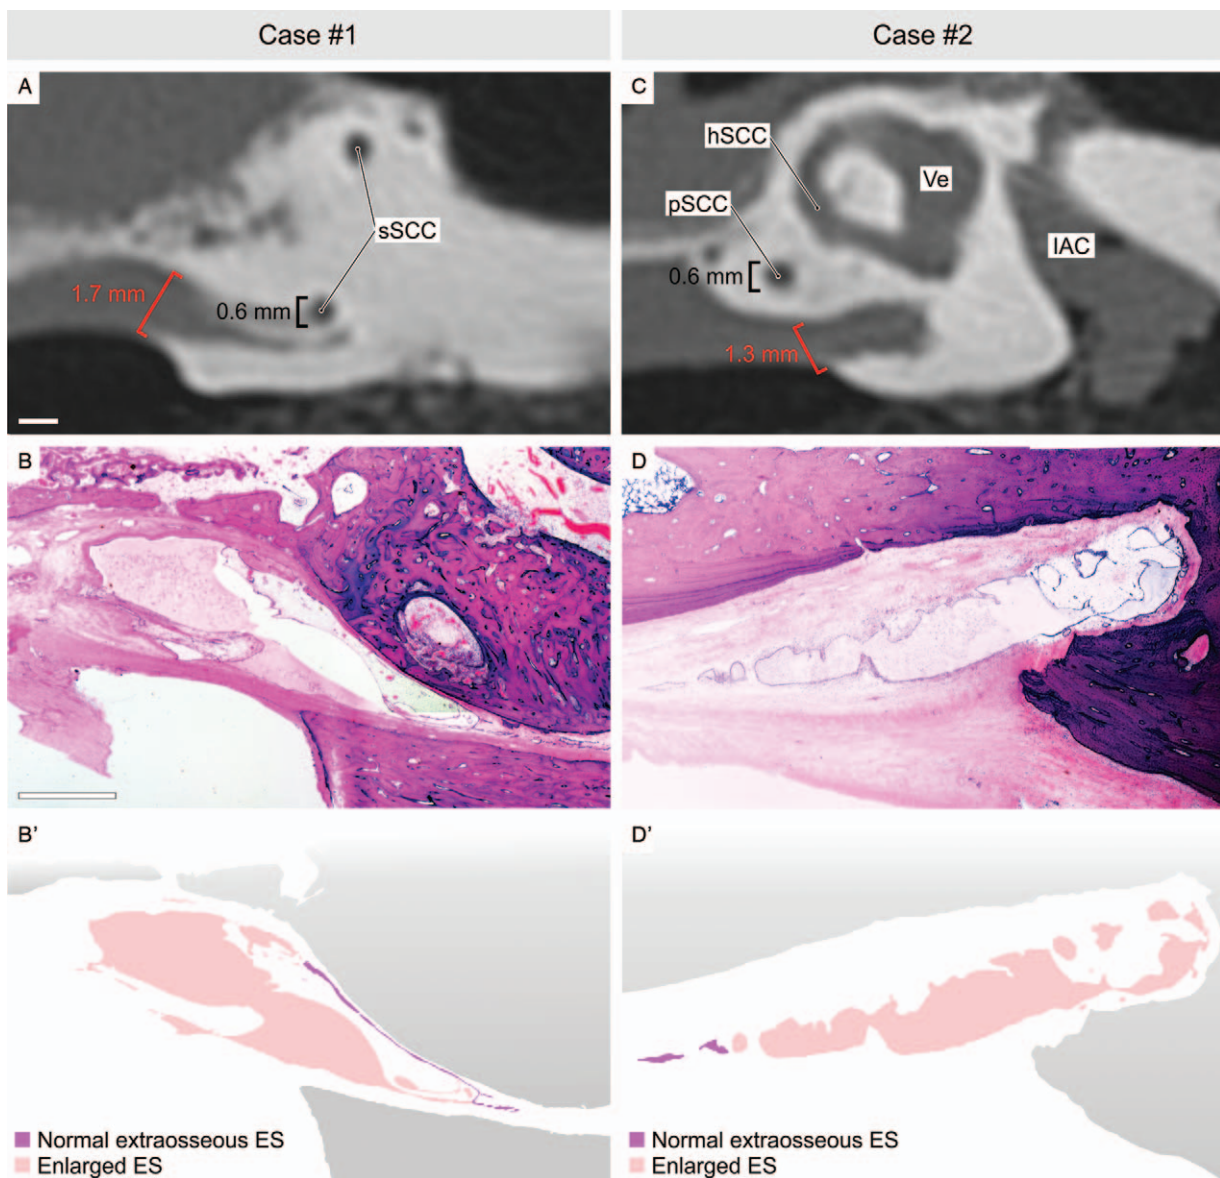 Case #1
Case #2
A
sSCC
1.7 mm
0.6 mm
C
hSCC
Ve
pSCC
IAC
0.6 mm
1.3 mm
B
D
B'
Normal extraosseous ES
Enlarged ES
D'
Normal extraosseous ES
Enlarged ES